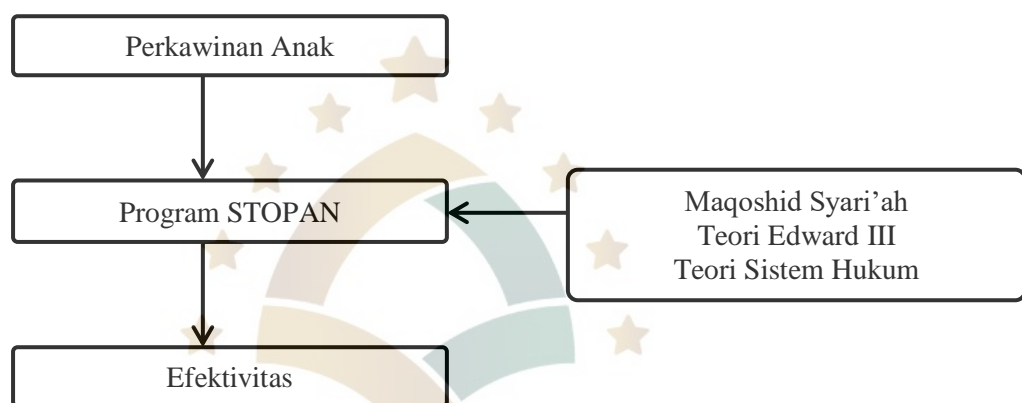 Perkawinan Anak
Program STOPAN
Maqoshid Syari’ah
Teori Edward III
Teori Sistem Hukum
Efektivitas